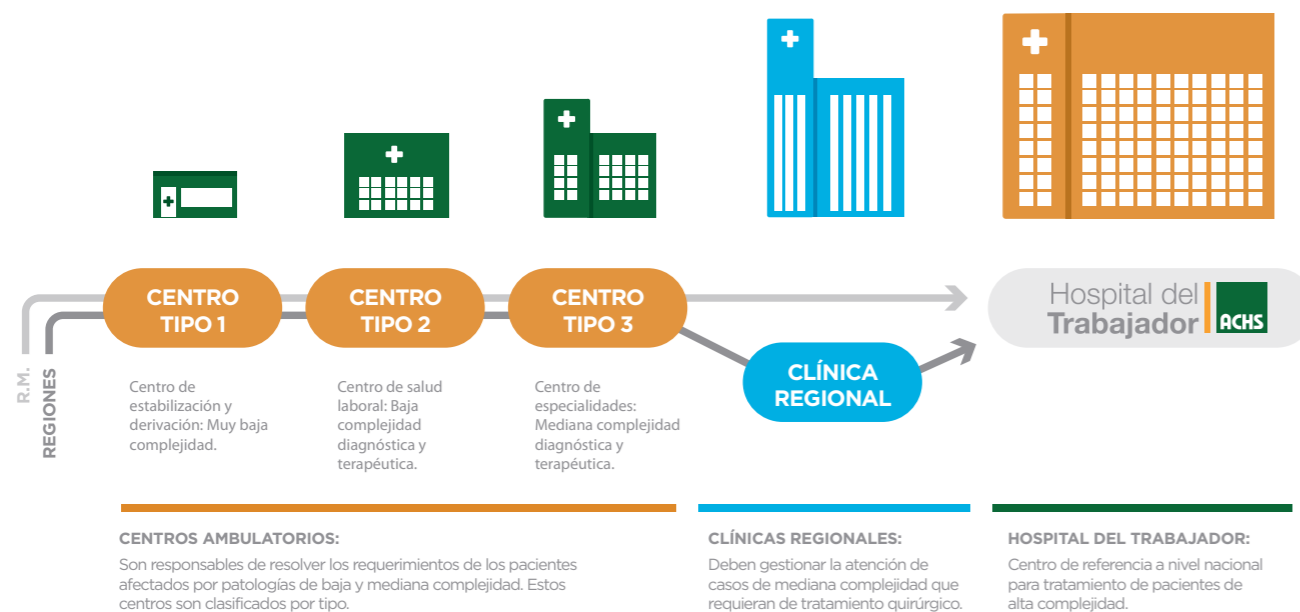 CENTRO
TIPO 1
CENTRO
TIPO 2
CENTRO
TIPO 3
Hospital del
Trabajador
ACHS
R.M.
REGIONES
CLÍNICA
REGIONAL
Centro de
estabilización y
derivación: Muy baja
complejidad.
Centro de salud
laboral: Baja
complejidad
diagnóstica y
terapéutica.
Centro de
especialidades:
Mediana complejidad
diagnóstica y
terapéutica.
CENTROS AMBULATORIOS:
Son responsables de resolver los requerimientos de los pacientes
afectados por patologías de baja y mediana complejidad. Estos
centros son clasificados por tipo.
CLÍNICAS REGIONALES:
Deben gestionar la atención de
casos de mediana complejidad que
requieran de tratamiento quirúrgico.
HOSPITAL DEL TRABAJADOR:
Centro de referencia a nivel nacional
para tratamiento de pacientes de
alta complejidad.